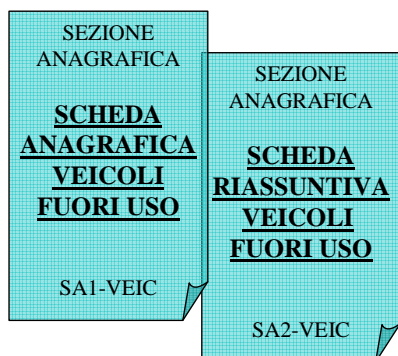 SEZIONE
ANAGRAFICA
SCHEDA
ANAGRAFICA
VEICOLI
FUORI USO
SA1-VEIC
SEZIONE
ANAGRAFICA
SCHEDA
RIASSUNTIVA
VEICOLI
FUORI USO
SA2-VEIC